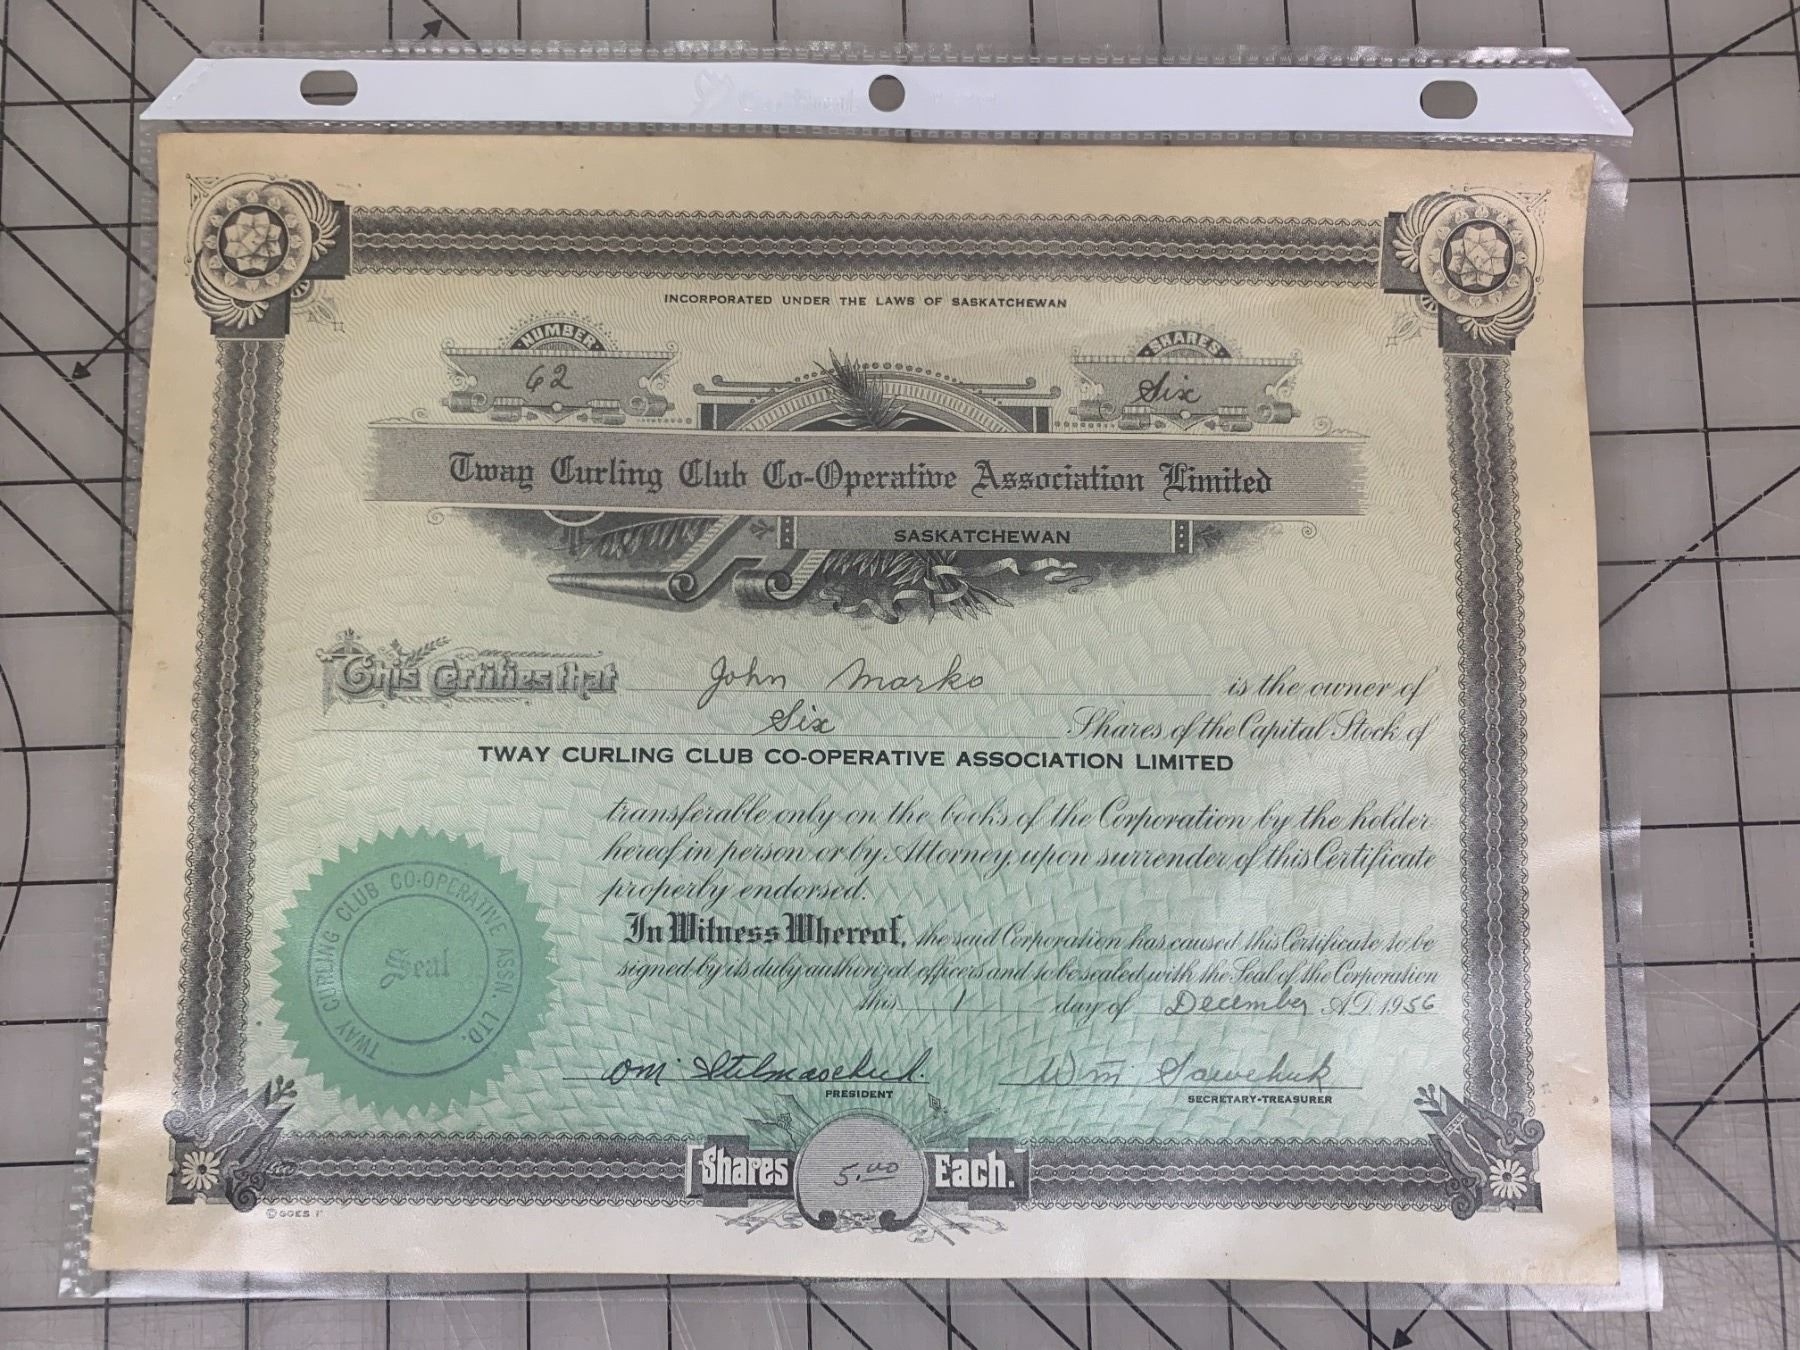 INCORPORATED UNDER THE LAWS OF SASKATCHEWAN
NUMBER
62
SHARES
Six
Tway Curling Club Co-Operative Association Limited
SASKATCHEWAN
This Certifies that John Marko is the owner of
Six Shares of the Capital Stock of
TWAY CURLING CLUB CO-OPERATIVE ASSOCIATION LIMITED
transferable only on the books of the Corporation by the holder
hereof in person or by Attorney, upon surrender of this Certificate
properly endorsed.
In Witness Whereof, the said Corporation has caused this Certificate to be
signed by its duly authorized officers and to be sealed with the Seal of the Corporation
this 1 day of December A.D. 1956
TWAY CURLING CLUB CO-OPERATIVE ASSN. LTD.
Seal
Wm Sawchuk
PRESIDENT
SECRETARY-TREASURER
Shares 5.00 Each.
© GOES